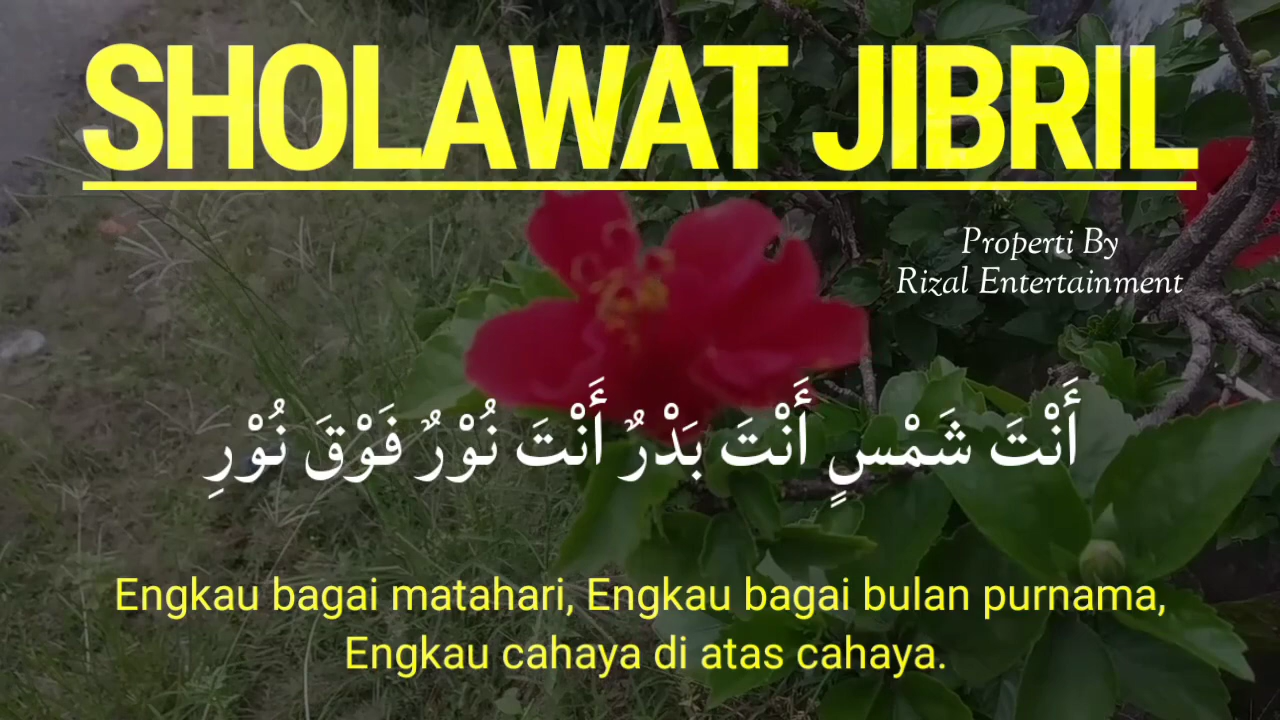 SHOLAWAT JIBRIL
Properti By
Rizal Entertainment
أَنْتَ شَمْسٍ أَنْتَ بَدْرٌ أَنْتَ نُوْرٌ فَوْقَ نُوْرِ
Engkau bagai matahari, Engkau bagai bulan purnama,
Engkau cahaya di atas cahaya.